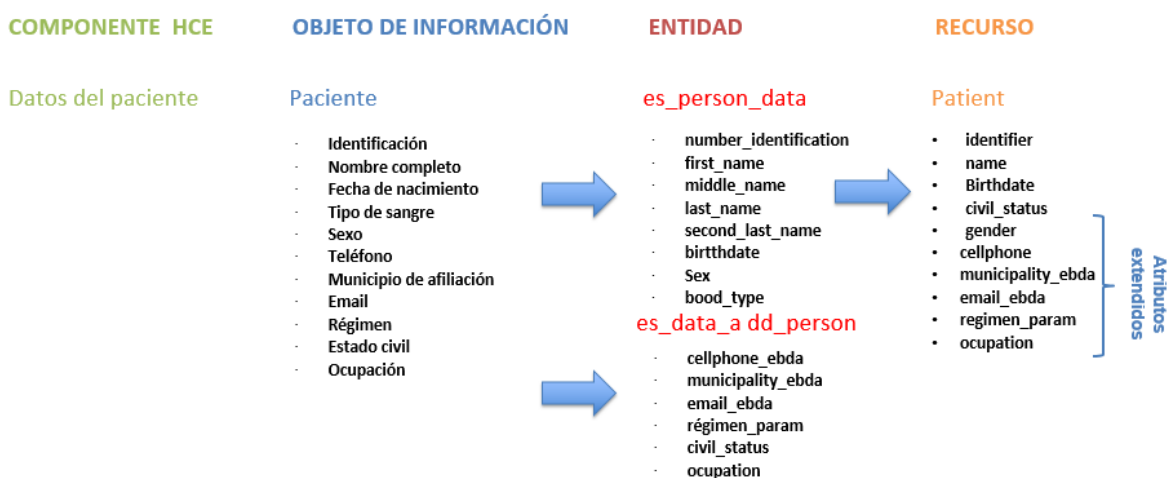 COMPONENTE HCE
OBJETO DE INFORMACIÓN
ENTIDAD
RECURSO
Datos del paciente
Paciente
· Identificación
· Nombre completo
· Fecha de nacimiento
· Tipo de sangre
· Sexo
· Teléfono
· Municipio de afiliación
· Email
· Régimen
· Estado civil
· Ocupación
es_person_data
· number_identification
· first_name
· middle_name
· last_name
· second_last_name
· birtthdate
· Sex
· bood_type
es_data_a dd_person
· cellphone_ebda
· municipality_ebda
· email_ebda
· régimen_param
· civil_status
· ocupation
Patient
• identifier
• name
• Birthdate
• civil_status
• gender
• cellphone
• municipality_ebda
• email_ebda
• regimen_param
• ocupation
Atributos
extendidos